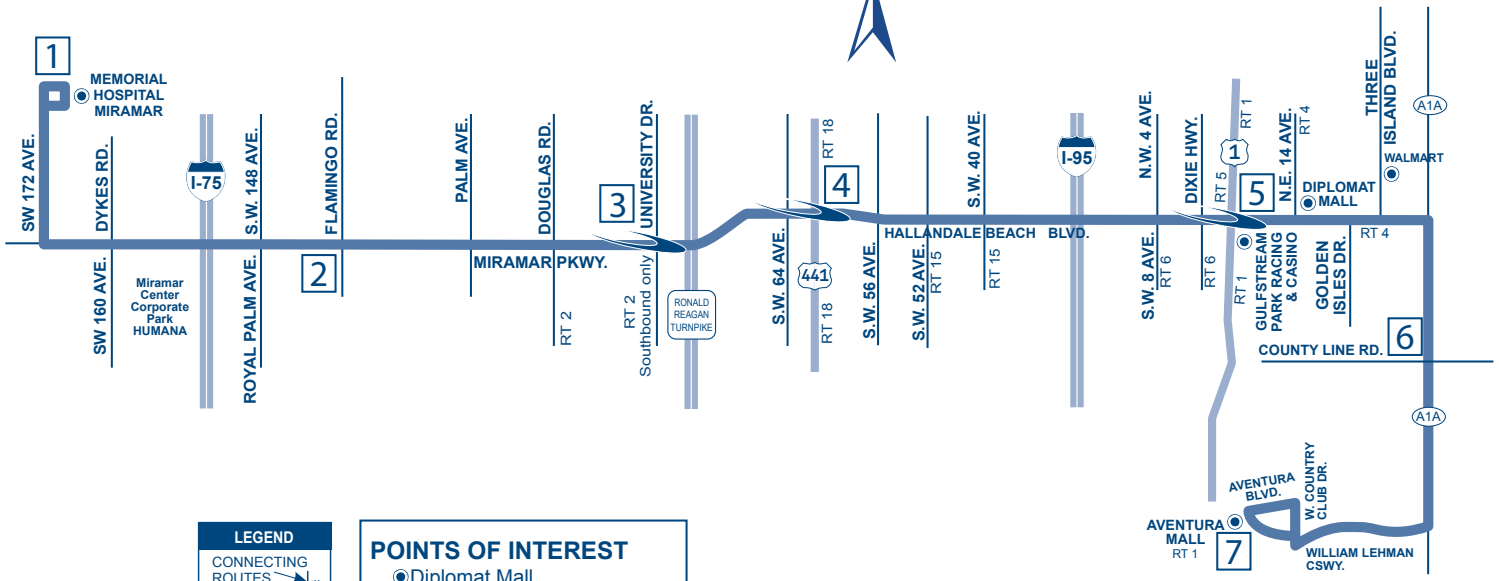 1
MEMORIAL
HOSPITAL
MIRAMAR
SW 172 AVE.
DYKES RD.
SW 160 AVE.
Miramar
Center
Corporate
Park
HUMANA
I-75
S.W. 148 AVE.
ROYAL PALM AVE.
FLAMINGO RD.
2
PALM AVE.
MIRAMAR PKWY.
DOUGLAS RD.
RT 2
3
UNIVERSITY DR.
RT 2
Southbound only
RONALD
REAGAN
TURNPIKE
S.W. 64 AVE.
RT 18
441
RT 18
4
S.W. 56 AVE.
S.W. 52 AVE.
RT 15
HALLANDALE BEACH BLVD.
S.W. 40 AVE.
RT 15
I-95
N.W. 4 AVE.
S.W. 8 AVE.
RT 6
DIXIE HWY.
RT 6
RT 1
1
RT 5
RT 1
5
N.E. 14 AVE.
RT 4
DIPLOMAT
MALL
GULFSTREAM
PARK RACING
& CASINO
GOLDEN
ISLES DR.
RT 4
THREE
ISLAND BLVD.
WALMART
A1A
COUNTY LINE RD.
6
A1A
AVENTURA
BLVD.
W. COUNTRY
CLUB DR.
AVENTURA
MALL
RT 1
7
WILLIAM LEHMAN
CSWY.
LEGEND
CONNECTING
ROUTES
POINTS OF INTEREST
Diplomat Mall